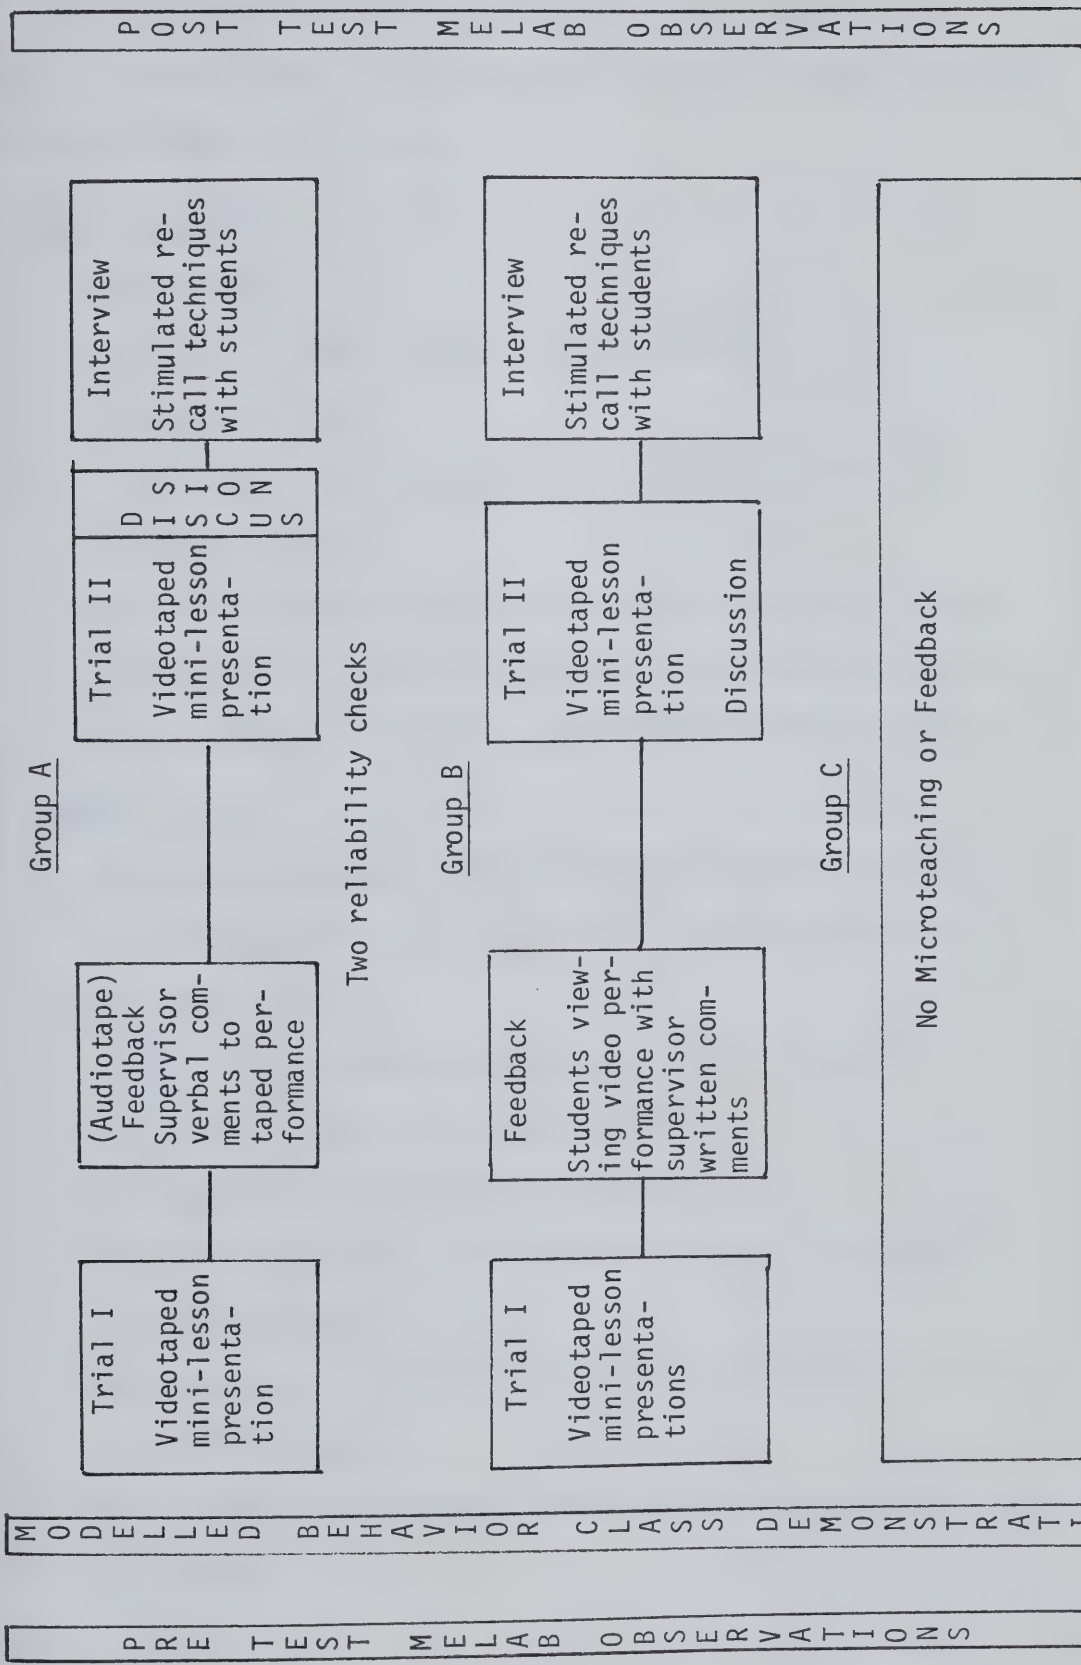 PRE TEST MELAB OBSERVATIONS
MODELLED BEHAVIOR CLASS DEMONSTRATI
Group A
Trial I
Videotaped
mini-lesson
presenta-
tion
(Audiotape)
Feedback
Supervisor
verbal com-
ments to
taped per-
formance
Trial II
Videotaped
mini-lesson
presenta-
tion
D
I S
S I
C O
U N
S
Interview
Stimulated re-
call techniques
with students
Two reliability checks
Group B
Trial I
Videotaped
mini-lesson
presenta-
tions
Feedback
Students view-
ing video per-
formance with
supervisor
written com-
ments
Trial II
Videotaped
mini-lesson
presenta-
tion
Discussion
Interview
Stimulated re-
call techniques
with students
Group C
No Microteaching or Feedback
POST TEST MELAB OBSERVATIONS